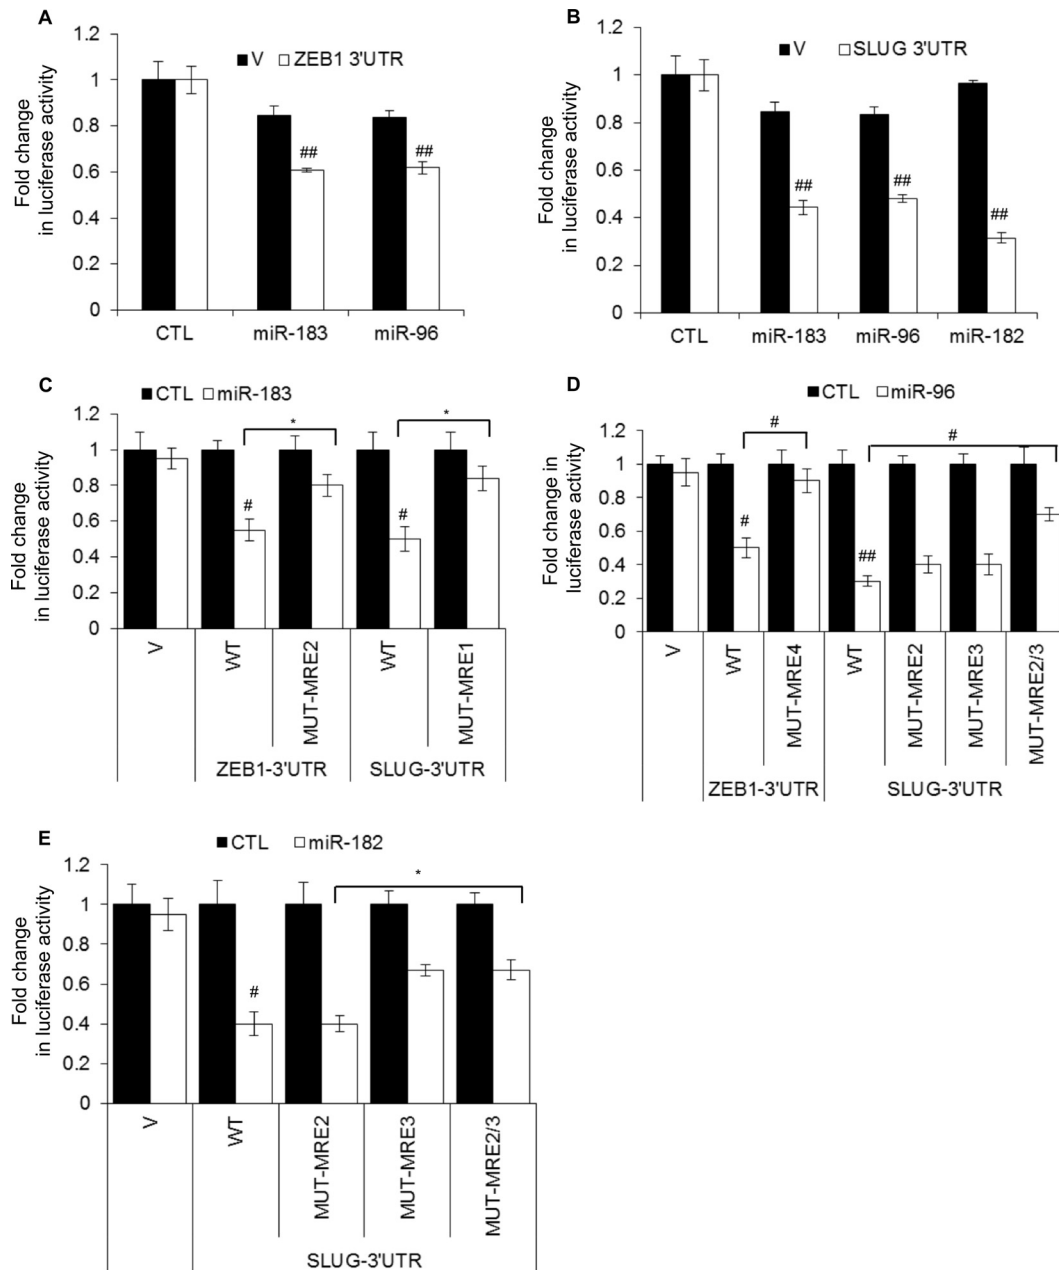 A
Fold change
in luciferase activity
V ZEB1 3'UTR
1.2
1
0.8
0.6
0.4
0.2
0
##
##
CTL miR-183 miR-96
B
Fold change
in luciferase activity
V SLUG 3'UTR
1.2
1
0.8
0.6
0.4
0.2
0
##
##
##
CTL miR-183 miR-96 miR-182
C
CTL miR-183
Fold change
in luciferase activity
1.2
1
0.8
0.6
0.4
0.2
0
*
*
#
#
V
WT
MUT-MRE2
WT
MUT-MRE1
ZEB1-3'UTR SLUG-3'UTR
D
CTL miR-96
Fold change in
luciferase activity
1.2
1
0.8
0.6
0.4
0.2
0
#
#
#
##
V
WT
MUT-MRE4
WT
MUT-MRE2
MUT-MRE3
MUT-MRE2/3
ZEB1-3'UTR SLUG-3'UTR
E
CTL miR-182
Fold change
in luciferase activity
1.2
1
0.8
0.6
0.4
0.2
0
*
#
V
WT
MUT-MRE2
MUT-MRE3
MUT-MRE2/3
SLUG-3'UTR